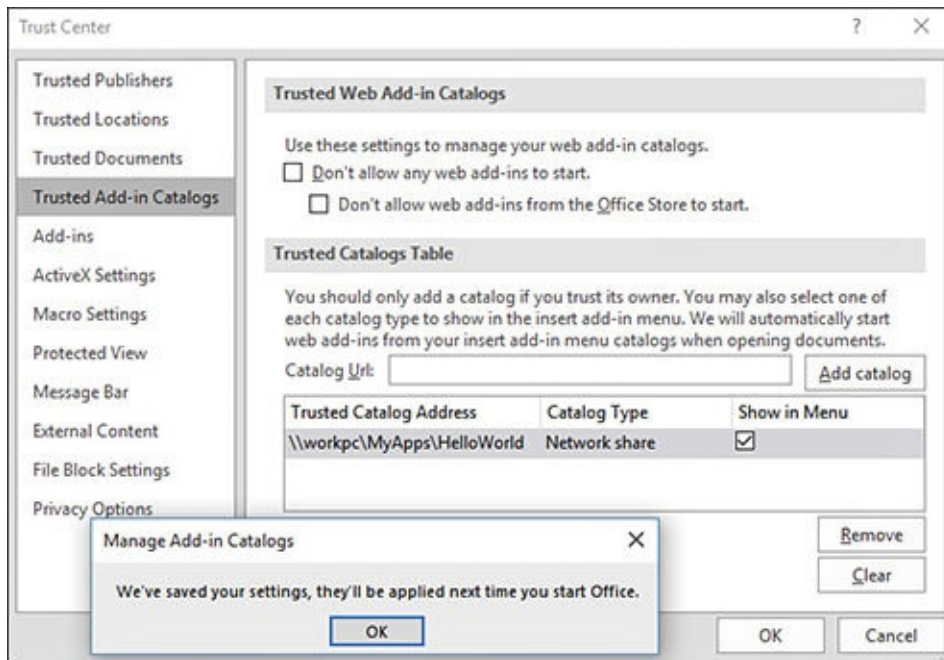 Trust Center
?
Trusted Publishers
Trusted Locations
Trusted Documents
Trusted Add-in Catalogs
Add-ins
ActiveX Settings
Macro Settings
Protected View
Message Bar
External Content
File Block Settings
Privacy Options
Trusted Web Add-in Catalogs
Use these settings to manage your web add-in catalogs.
Don't allow any web add-ins to start.
Don't allow web add-ins from the Office Store to start.
Trusted Catalogs Table
You should only add a catalog if you trust its owner. You may also select one of
each catalog type to show in the insert add-in menu. We will automatically start
web add-ins from your insert add-in menu catalogs when opening documents.
Catalog Url:
Add catalog
Trusted Catalog Address Catalog Type Show in Menu
\\workpc\MyApps\HelloWorld Network share
Remove
Clear
Manage Add-in Catalogs
We've saved your settings, they'll be applied next time you start Office.
OK
OK
Cancel